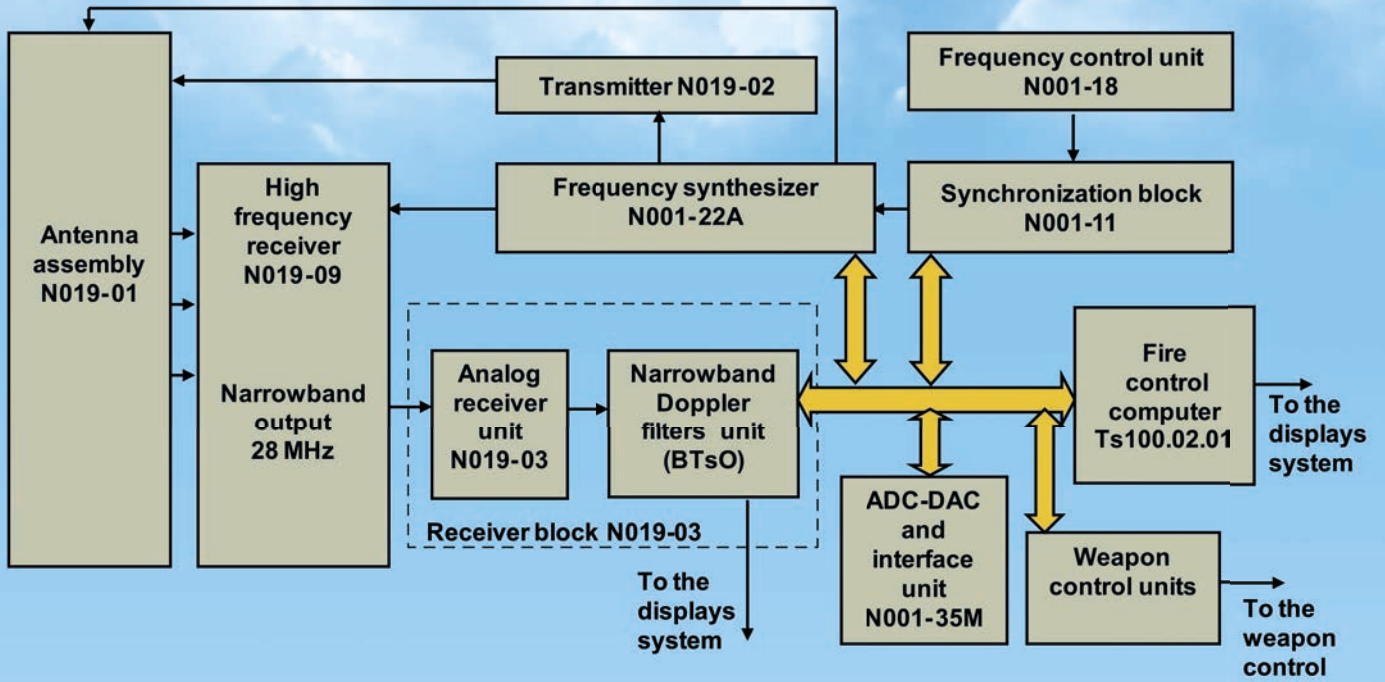 Transmitter N019-02
Frequency control unit
N001-18
High
frequency
receiver
N019-09
Narrowband
output
28 MHz
Frequency synthesizer
N001-22A
Synchronization block
N001-11
Antenna
assembly
N019-01
Analog
receiver
unit
N019-03
Narrowband
Doppler
filters unit
(BTsO)
Receiver block N019-03
Fire
control
computer
Ts100.02.01
To the
displays
system
ADC-DAC
and
interface
unit
N001-35M
Weapon
control units
To the
displays
system
To the
weapon
control